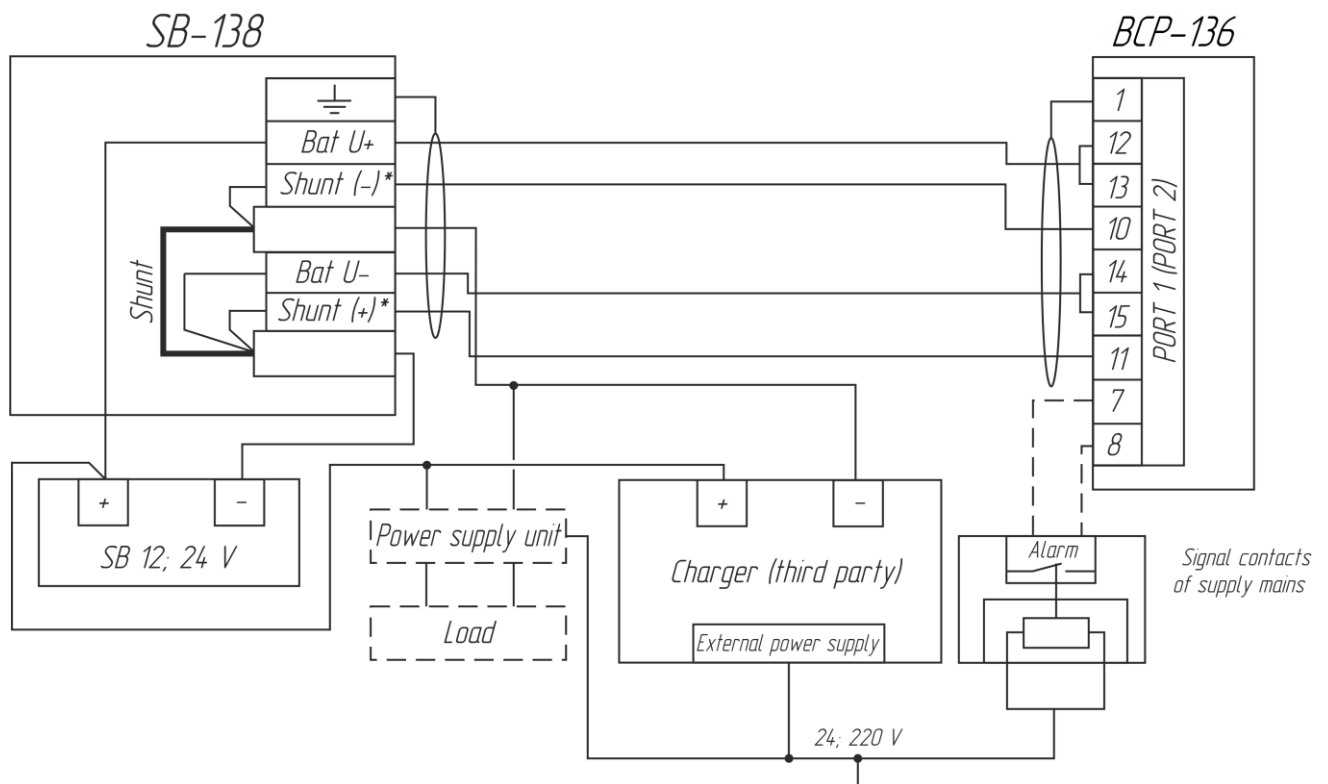 SB-138
BCP-136
Bat U+
Shunt (-)*
Bat U-
Shunt (+)*
Shunt
1
12
13
10
14
15
11
7
8
PORT 1 (PORT 2)
+
-
SB 12; 24 V
Power supply unit
Load
+
-
Charger (third party)
External power supply
Alarm
Signal contacts
of supply mains
24; 220 V